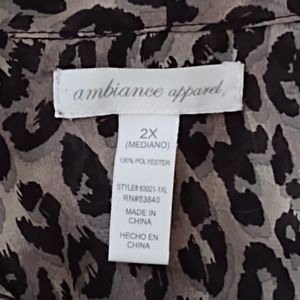 ambiance apparel
2X
(MEDIANO)
100% POLYESTER
STYLE# 63021-1XL
RN#53840
MADE IN
CHINA
HECHO EN
CHINA